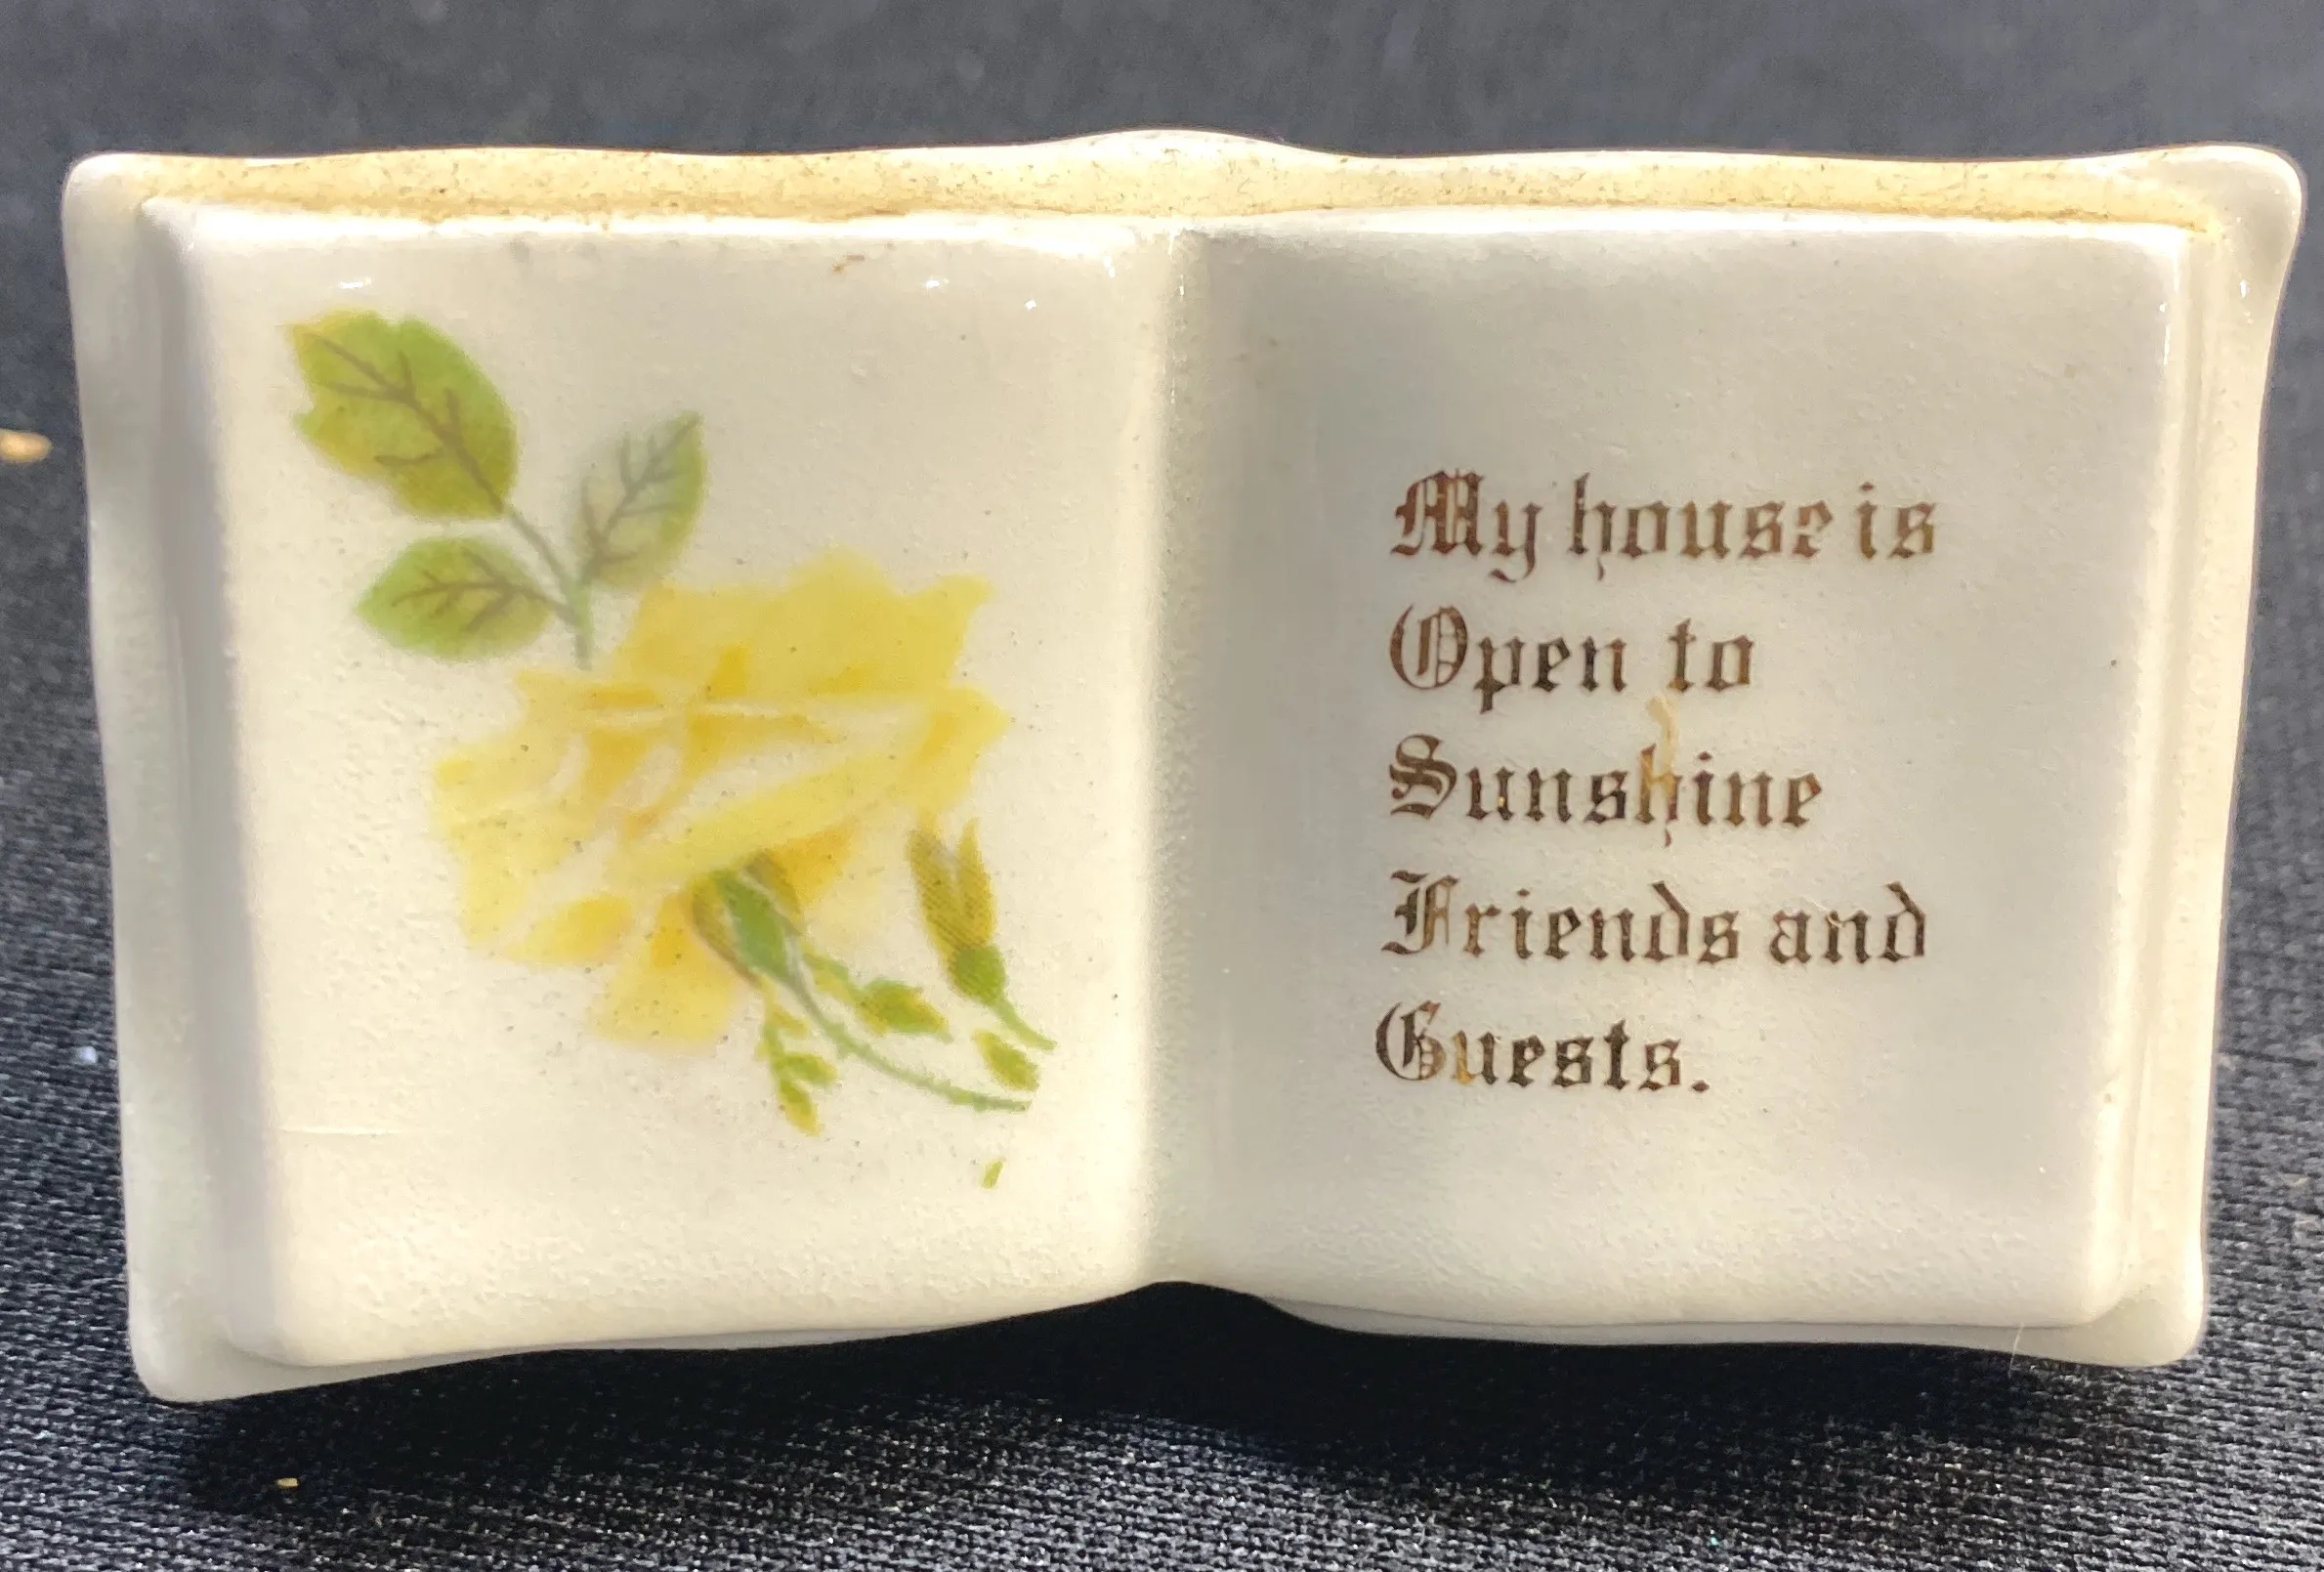 My house is
Open to
Sunshine
Friends and
Guests.